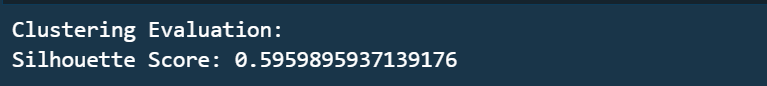 Clustering Evaluation:
Silhouette Score: 0.5959895937139176